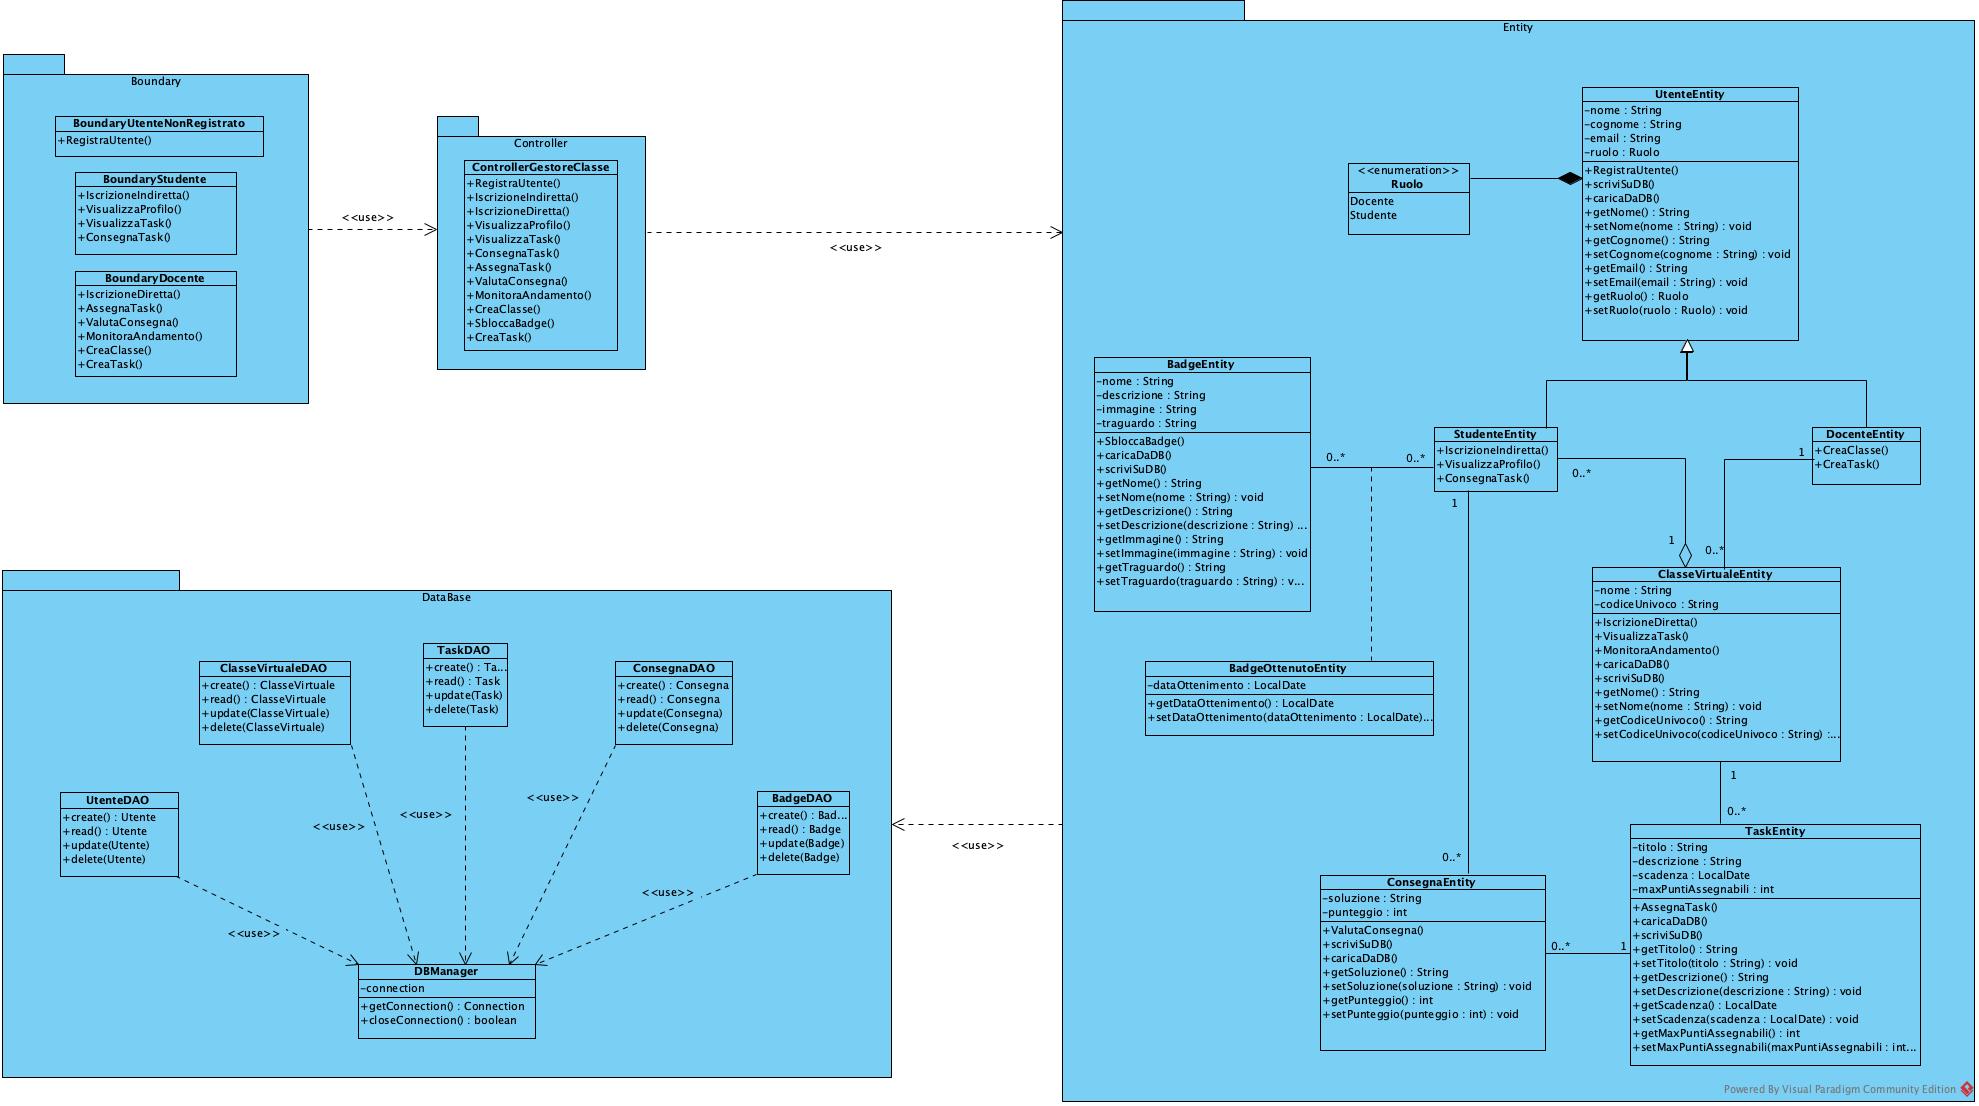 Boundary
BoundaryUtenteNonRegistrato
+RegistraUtente()
BoundaryStudente
+IscrizioneIndiretta()
+VisualizzaProfilo()
+VisualizzaTask()
+ConsegnaTask()
BoundaryDocente
+IscrizioneDiretta()
+AssegnaTask()
+ValutaConsegna()
+MonitoraAndamento()
+CreaClasse()
+CreaTask()
<<use>>
Controller
ControllerGestoreClasse
+RegistraUtente()
+IscrizioneIndiretta()
+IscrizioneDiretta()
+VisualizzaProfilo()
+VisualizzaTask()
+ConsegnaTask()
+AssegnaTask()
+ValutaConsegna()
+MonitoraAndamento()
+CreaClasse()
+SbloccaBadge()
+CreaTask()
<<use>>
Entity
<<enumeration>>
Ruolo
Docente
Studente
UtenteEntity
-nome : String
-cognome : String
-email : String
-ruolo : Ruolo
+RegistraUtente()
+scriviSuDB()
+caricaDaDB()
+getNome() : String
+setNome(nome : String) : void
+getCognome() : String
+setCognome(cognome : String) : void
+getEmail() : String
+setEmail(email : String) : void
+getRuolo() : Ruolo
+setRuolo(ruolo : Ruolo) : void
BadgeEntity
-nome : String
-descrizione : String
-immagine : String
-traguardo : String
+SbloccaBadge()
+caricaDaDB()
+scriviSuDB()
+getNome() : String
+setNome(nome : String) : void
+getDescrizione() : String
+setDescrizione(descrizione : String) ...
+getImmagine() : String
+setImmagine(immagine : String) : void
+getTraguardo() : String
+setTraguardo(traguardo : String) : v...
0..*
0..*
StudenteEntity
+IscrizioneIndiretta()
+VisualizzaProfilo()
+ConsegnaTask()
0..*
1
1
DocenteEntity
+CreaClasse()
+CreaTask()
1
0..*
ClasseVirtualeEntity
-nome : String
-codiceUnivoco : String
+IscrizioneDiretta()
+VisualizzaTask()
+MonitoraAndamento()
+caricaDaDB()
+scriviSuDB()
+getNome() : String
+setNome(nome : String) : void
+getCodiceUnivoco() : String
+setCodiceUnivoco(codiceUnivoco : String) :...
BadgeOttenutoEntity
-dataOttenimento : LocalDate
+getDataOttenimento() : LocalDate
+setDataOttenimento(dataOttenimento : LocalDate)...
1
0..*
TaskEntity
-titolo : String
-descrizione : String
-scadenza : LocalDate
-maxPuntiAssegnabili : int
+AssegnaTask()
+caricaDaDB()
+scriviSuDB()
+getTitolo() : String
+setTitolo(titolo : String) : void
+getDescrizione() : String
+setDescrizione(descrizione : String) : void
+getScadenza() : LocalDate
+setScadenza(scadenza : LocalDate) : void
+getMaxPuntiAssegnabili() : int
+setMaxPuntiAssegnabili(maxPuntiAssegnabili : int...
0..*
ConsegnaEntity
-soluzione : String
-punteggio : int
+ValutaConsegna()
+scriviSuDB()
+caricaDaDB()
+getSoluzione() : String
+setSoluzione(soluzione : String) : void
+getPunteggio() : int
+setPunteggio(punteggio : int) : void
0..*
1
<<use>>
DataBase
ClasseVirtualeDAO
+create() : ClasseVirtuale
+read() : ClasseVirtuale
+update(ClasseVirtuale)
+delete(ClasseVirtuale)
TaskDAO
+create() : Ta...
+read() : Task
+update(Task)
+delete(Task)
ConsegnaDAO
+create() : Consegna
+read() : Consegna
+update(Consegna)
+delete(Consegna)
UtenteDAO
+create() : Utente
+read() : Utente
+update(Utente)
+delete(Utente)
BadgeDAO
+create() : Bad...
+read() : Badge
+update(Badge)
+delete(Badge)
<<use>>
<<use>>
<<use>>
<<use>>
<<use>>
DBManager
-connection
+getConnection() : Connection
+closeConnection() : boolean
Powered By Visual Paradigm Community Edition